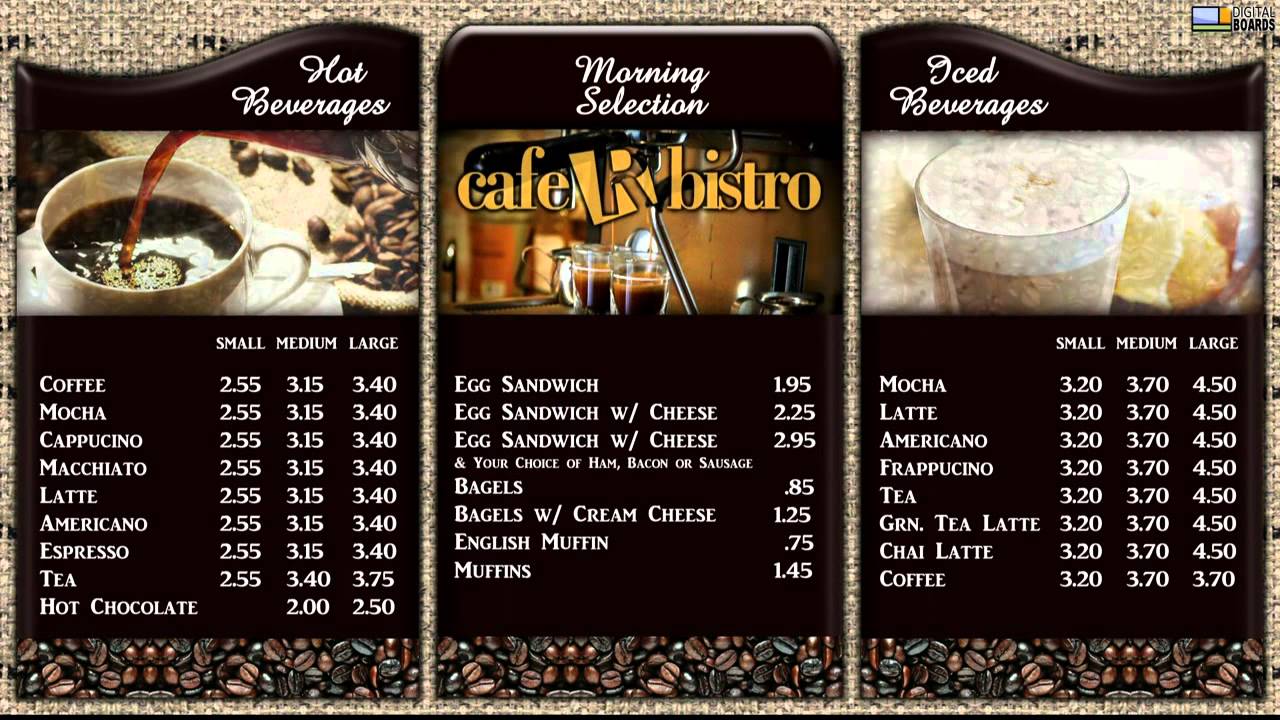 DIGITAL
BOARDS
Hot
Beverages
SMALL MEDIUM LARGE
COFFEE 2.55 3.15 3.40
MOCHA 2.55 3.15 3.40
CAPPUCINO 2.55 3.15 3.40
MACCHIATO 2.55 3.15 3.40
LATTE 2.55 3.15 3.40
AMERICANO 2.55 3.15 3.40
ESPRESSO 2.55 3.15 3.40
TEA 2.55 3.40 3.75
HOT CHOCOLATE 2.00 2.50
Morning
Selection
cafe LR bistro
EGG SANDWICH 1.95
EGG SANDWICH W/ CHEESE 2.25
EGG SANDWICH W/ CHEESE 2.95
& YOUR CHOICE OF HAM, BACON OR SAUSAGE
BAGELS .85
BAGELS W/ CREAM CHEESE 1.25
ENGLISH MUFFIN .75
MUFFINS 1.45
Iced
Beverages
SMALL MEDIUM LARGE
MOCHA 3.20 3.70 4.50
LATTE 3.20 3.70 4.50
AMERICANO 3.20 3.70 4.50
FRAPPUCINO 3.20 3.70 4.50
TEA 3.20 3.70 4.50
GRN. TEA LATTE 3.20 3.70 4.50
CHAI LATTE 3.20 3.70 4.50
COFFEE 3.20 3.70 3.70